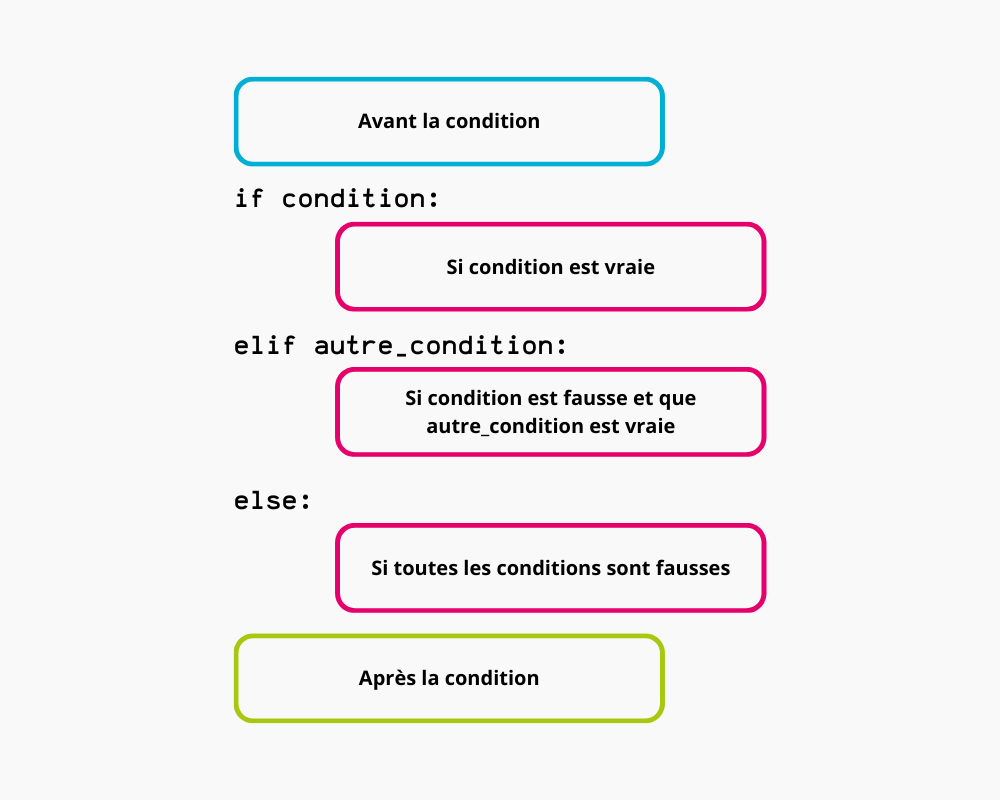 Avant la condition
if condition:
Si condition est vraie
elif autre_condition:
Si condition est fausse et que
autre_condition est vraie
else:
Si toutes les conditions sont fausses
Après la condition